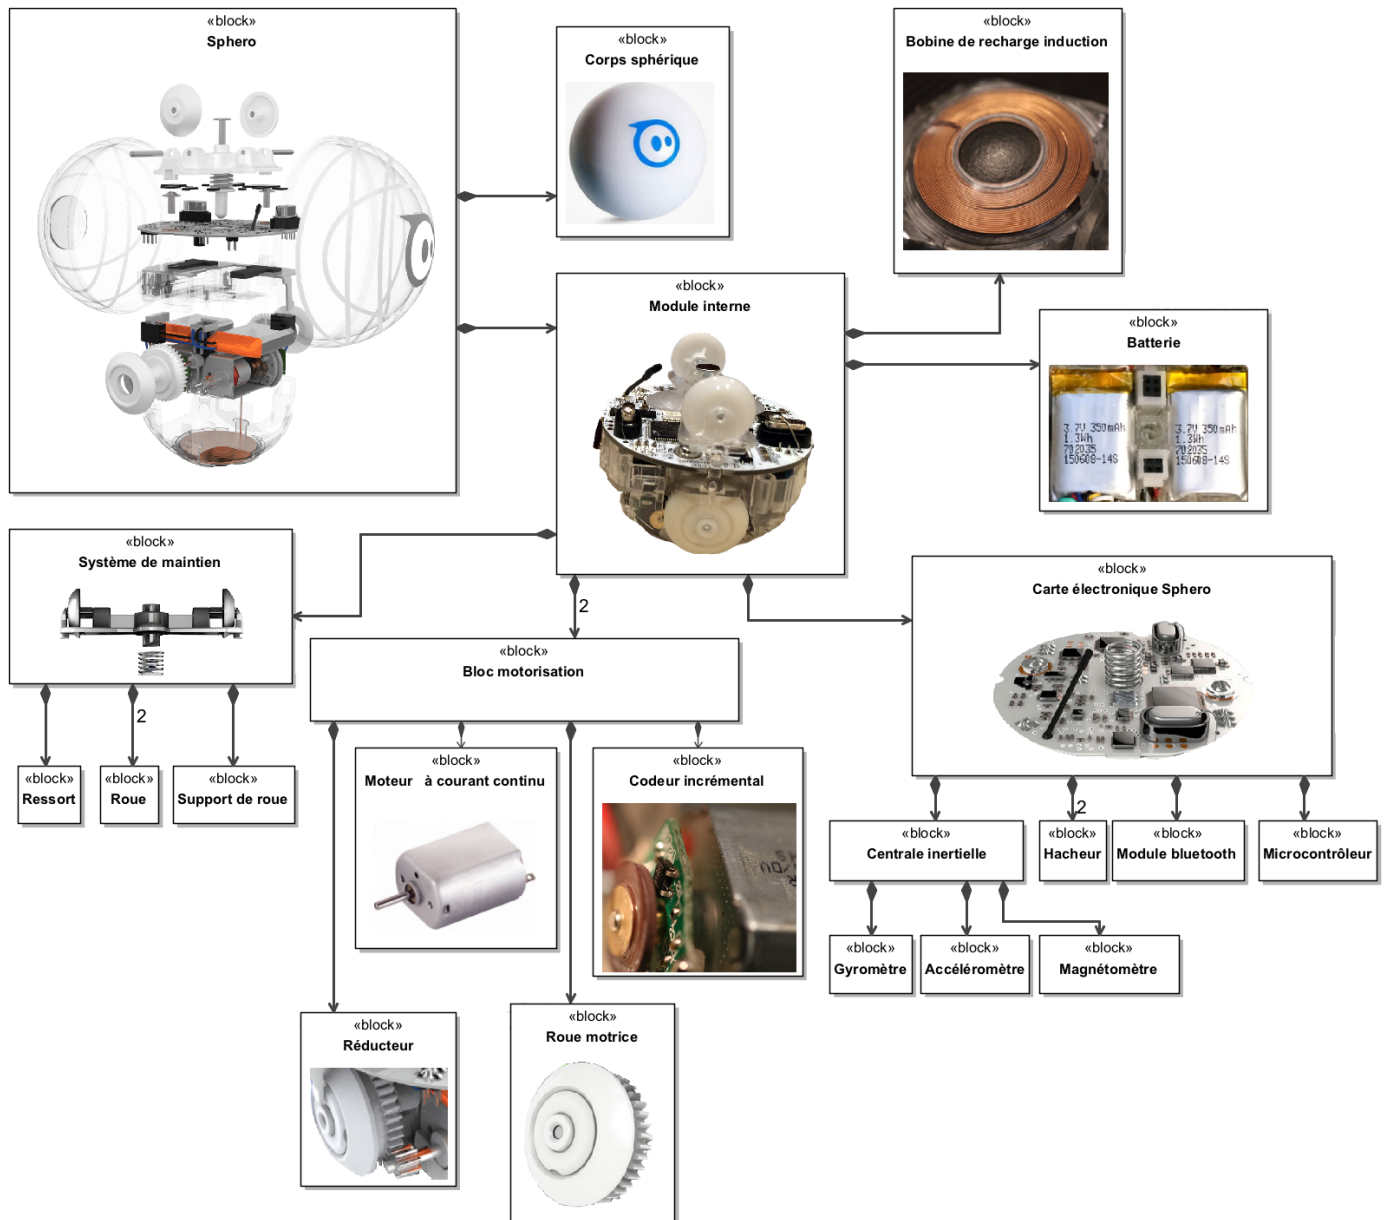 «block»
Sphero
«block»
Corps sphérique
«block»
Bobine de recharge induction
«block»
Module interne
«block»
Batterie
3.7V 350mAh
1.3Wh
702035
150608-14S
3.7V 350mAh
1.3Wh
702035
150608-14S
«block»
Système de maintien
2
«block»
Carte électronique Sphero
«block»
Bloc motorisation
2
«block»
Ressort
«block»
Roue
«block»
Support de roue
«block»
Moteur à courant continu
«block»
Codeur incrémental
2
«block»
Centrale inertielle
«block»
Hacheur
«block»
Module bluetooth
«block»
Microcontrôleur
«block»
Gyromètre
«block»
Accéléromètre
«block»
Magnétomètre
«block»
Réducteur
«block»
Roue motrice